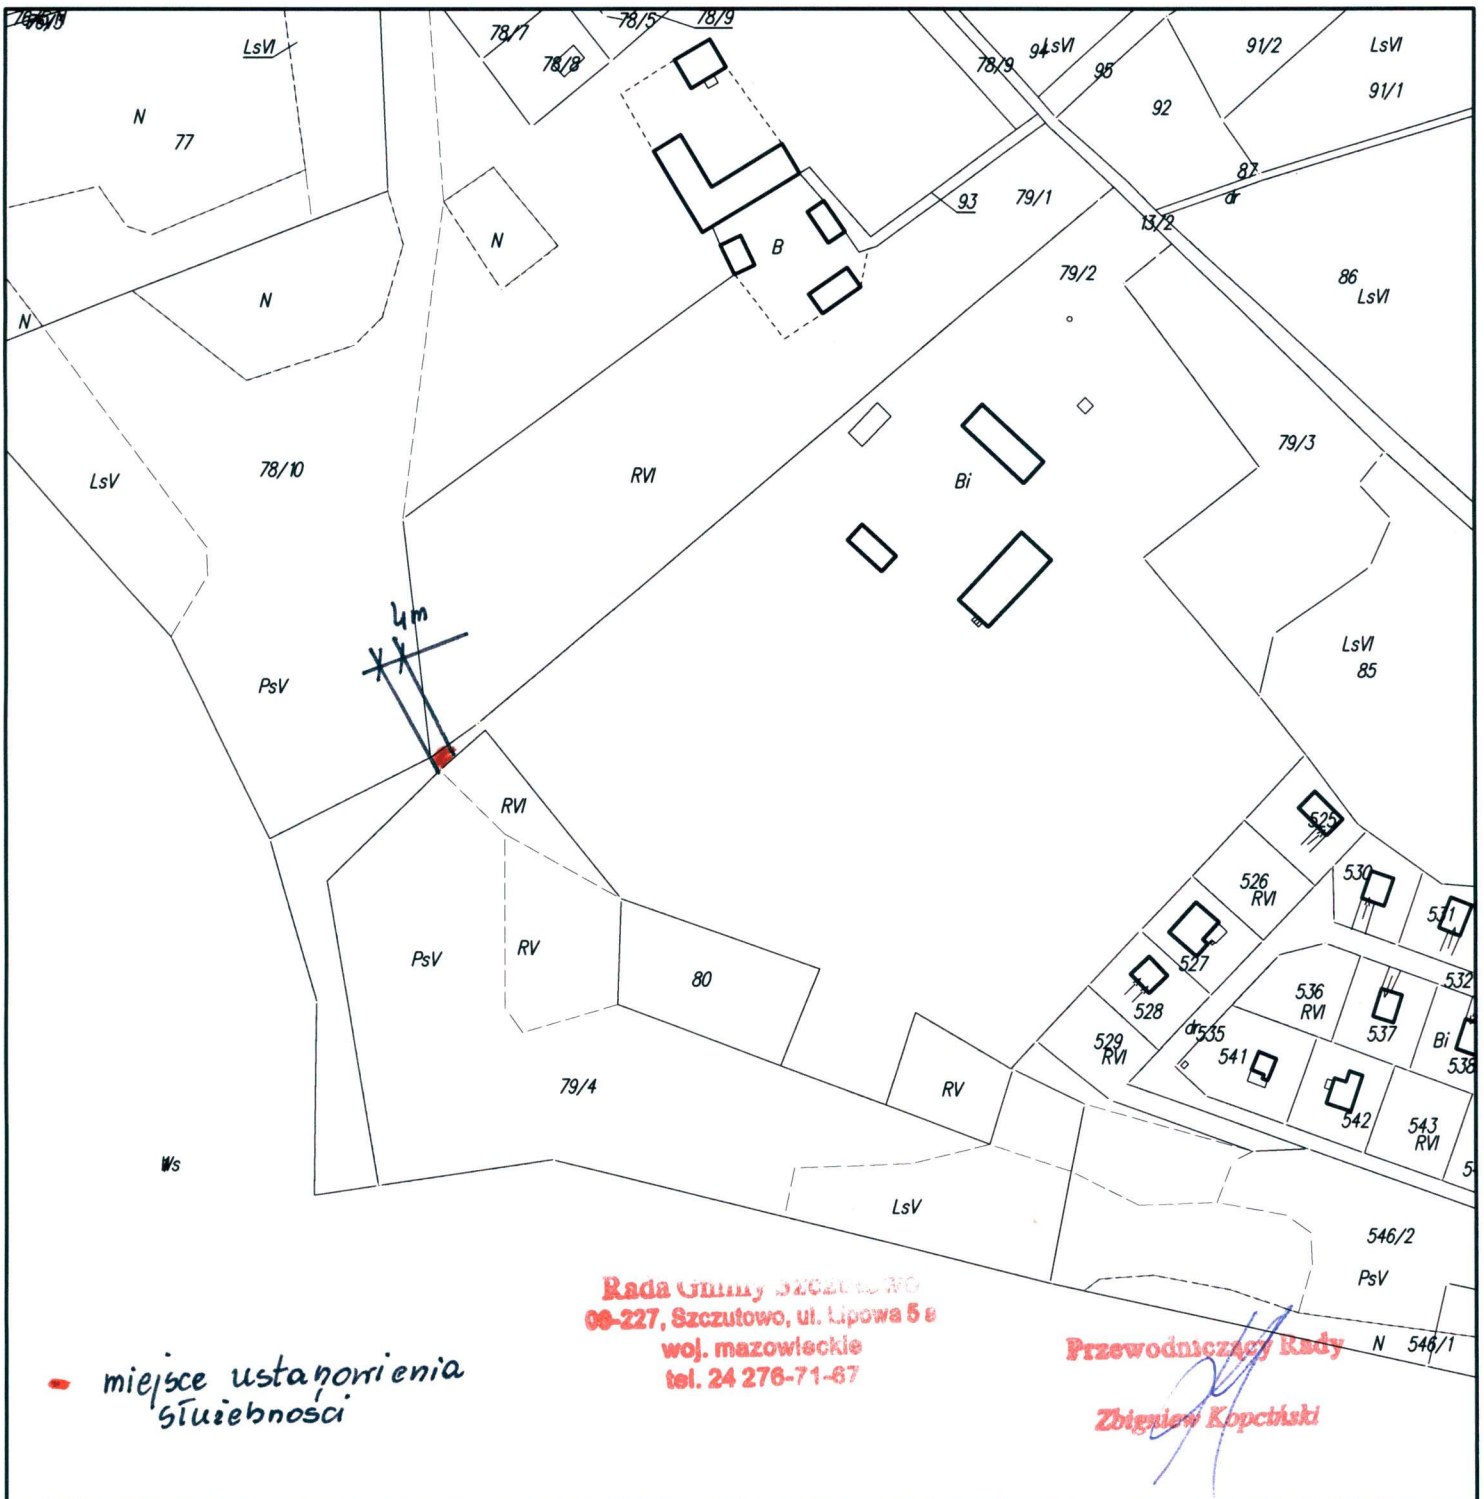 LsVI
78/7
78/5
78/9
78/8
78/9
94
LsVI
95
91/2
LsVI
91/1
92
N
77
87
dr
93
79/1
13/2
N
B
79/2
86
LsVI
N
N
79/3
LsV
78/10
RVI
Bi
4m
LsVI
85
PsV
RVI
525
526
RVI
530
531
PsV
RV
80
527
532
528
536
RVI
537
Bi
538
529
RVI
dr
535
541
542
543
RVI
79/4
RV
Ws
LsV
546/2
PsV
N
546/1
Rada Gminy
09-227, Szczutowo, ul. Lipowa 5 a
woj. mazowieckie
tel. 24 276-71-67
Przewodniczący Rady
Zbigniew Kopciński
miejsce ustanowienia
służebności